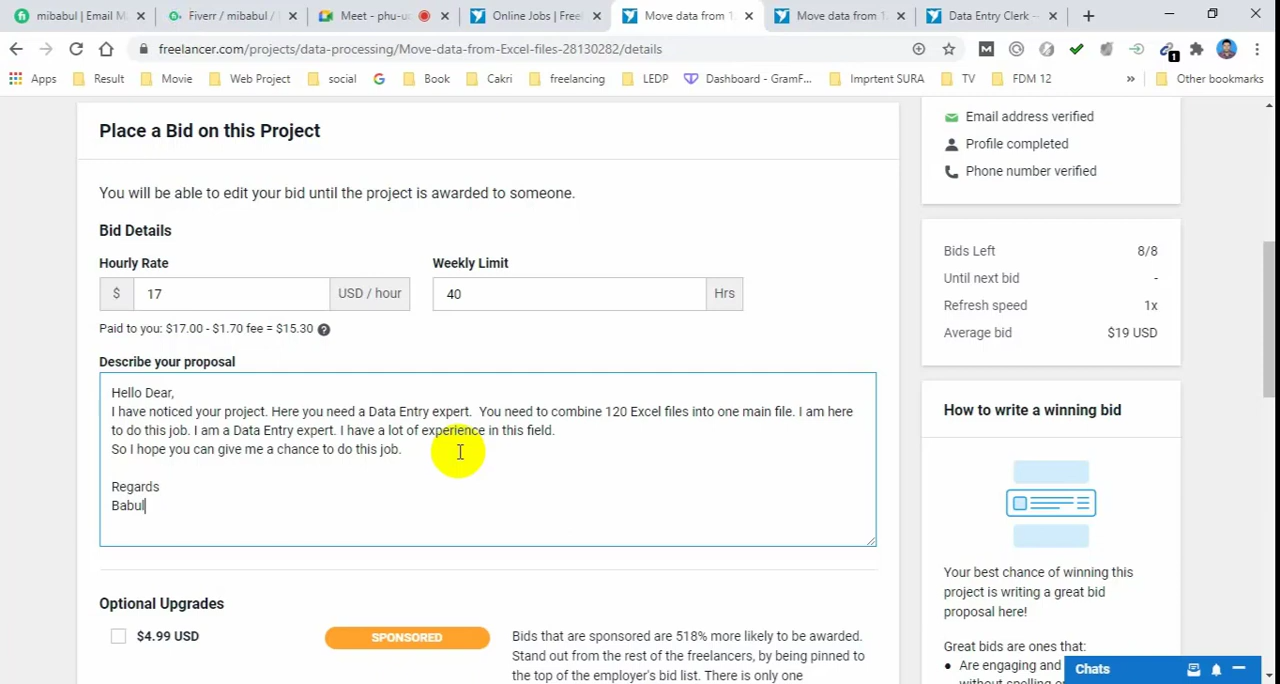 mibabul | Email M
Fiverr / mibabul /
Meet - phu-u
Online Jobs | Free
Move data from 1
Move data from 1
Data Entry Clerk -
freelancer.com/projects/data-processing/Move-data-from-Excel-files-28130282/details
Apps Result Movie Web Project social Book Cakri freelancing LEDP Dashboard - GramF... Imprtent SURA TV FDM 12 » Other bookmarks
Place a Bid on this Project
You will be able to edit your bid until the project is awarded to someone.
Bid Details
Hourly Rate Weekly Limit
$ 17 USD / hour 40 Hrs
Paid to you: $17.00 - $1.70 fee = $15.30
Describe your proposal
Hello Dear,
I have noticed your project. Here you need a Data Entry expert. You need to combine 120 Excel files into one main file. I am here
to do this job. I am a Data Entry expert. I have a lot of experience in this field.
So I hope you can give me a chance to do this job.
Regards
Babul
Optional Upgrades
$4.99 USD
SPONSORED
Bids that are sponsored are 518% more likely to be awarded.
Stand out from the rest of the freelancers, by being pinned to
the top of the employer's bid list. There is only one
Email address verified
Profile completed
Phone number verified
Bids Left 8/8
Until next bid -
Refresh speed 1x
Average bid $19 USD
How to write a winning bid
Your best chance of winning this
project is writing a great bid
proposal here!
Great bids are ones that:
Are engaging and
without spelling
Chats
1